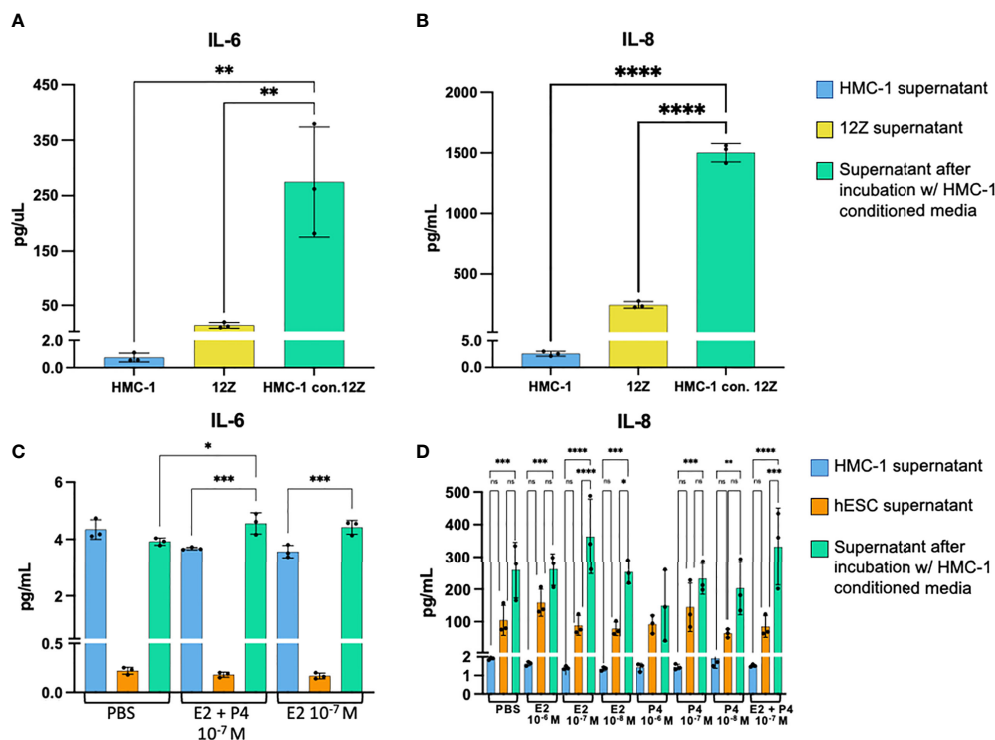 A
IL-6
**
**
450
350
250
150
50
2.0
0.0
pg/uL
HMC-1
12Z
HMC-1 con.12Z
B
IL-8
****
****
2000
1500
1000
500
5.0
0.0
pg/mL
HMC-1
12Z
HMC-1 con. 12Z
HMC-1 supernatant
12Z supernatant
Supernatant after
incubation w/ HMC-1
conditioned media
C
IL-6
*
***
***
6
4
2
0.5
0.0
pg/mL
PBS
E2 + P4
10⁻⁷ M
E2 10⁻⁷ M
D
IL-8
***
ns
ns
***
ns
ns
****
ns
****
***
ns
*
***
ns
ns
**
ns
ns
****
ns
***
500
400
300
200
100
2
1
0
pg/mL
PBS
E2
10⁻⁶ M
E2
10⁻⁷ M
E2
10⁻⁸ M
P4
10⁻⁶ M
P4
10⁻⁷ M
P4
10⁻⁸ M
E2 + P4
10⁻⁷ M
HMC-1 supernatant
hESC supernatant
Supernatant after
incubation w/ HMC-1
conditioned media